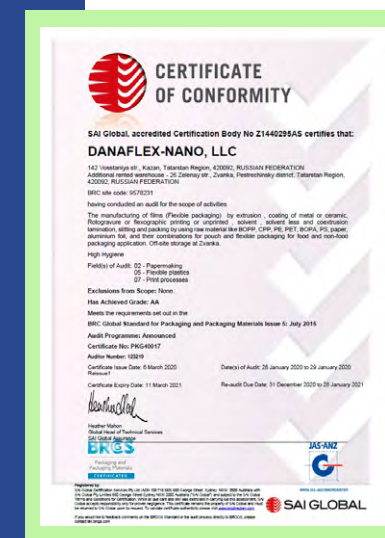 CERTIFICATE
OF CONFORMITY
SAI Global, accredited Certification Body No Z1440295AS certifies that:
DANAFLEX-NANO, LLC
142 Vosstaniya str., Kazan, Tatarstan Region, 420092, RUSSIAN FEDERATION
Additional rented warehouse - 26 Zelenay str., Zvanka, Pestrechinsky district, Tatarstan Region,
420092, RUSSIAN FEDERATION
BRC site code: 9578231
having conducted an audit for the scope of activities
The manufacturing of films (Flexible packaging) by extrusion , coating of metal or ceramic,
Rotogravure or flexographic printing or unprinted , solvent , solvent less and coextrusion
lamination, slitting and packing by using raw material like BOPP, CPP, PE, PET, BOPA, PS, paper,
aluminium foil, and their combinations for pouch and flexible packaging for food and non-food
packaging application. Off-site storage at Zvanka.
High Hygiene
Field(s) of Audit: 02 - Papermaking
05 - Flexible plastics
07 - Print processes
Exclusions from Scope: None.
Has Achieved Grade: AA
Meets the requirements set out in the
BRC Global Standard for Packaging and Packaging Materials Issue 5: July 2015
Audit Programme: Announced
Certificate No: PKG40017
Auditor Number: 123219
Certificate Issue Date: 6 March 2020 Date(s) of Audit: 26 January 2020 to 29 January 2020
Reissue1
Certificate Expiry Date: 11 March 2021 Re-audit Due Date: 31 December 2020 to 28 January 2021
Heather Mahon
Global Head of Technical Services
SAI Global Assurance
BRCGS
Packaging and
Packaging Materials
CERTIFICATED
JAS-ANZ
WWW.JAS-ANZ.ORG/REGISTER
Registered by:
SAI GLOBAL